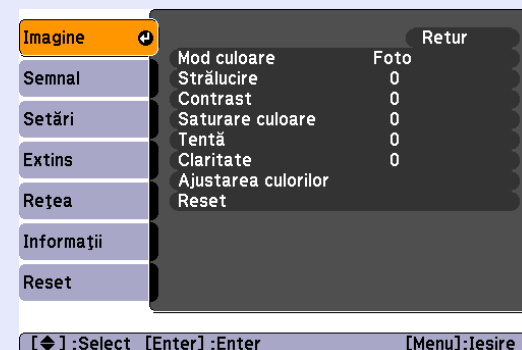 Imagine
Semnal
Setări
Extins
Reţea
Informaţii
Reset
Retur
Mod culoare Foto
Strălucire 0
Contrast 0
Saturare culoare 0
Tentă 0
Claritate 0
Ajustarea culorilor
Reset
[◆] :Select [Enter] :Enter [Menu]:Iesire